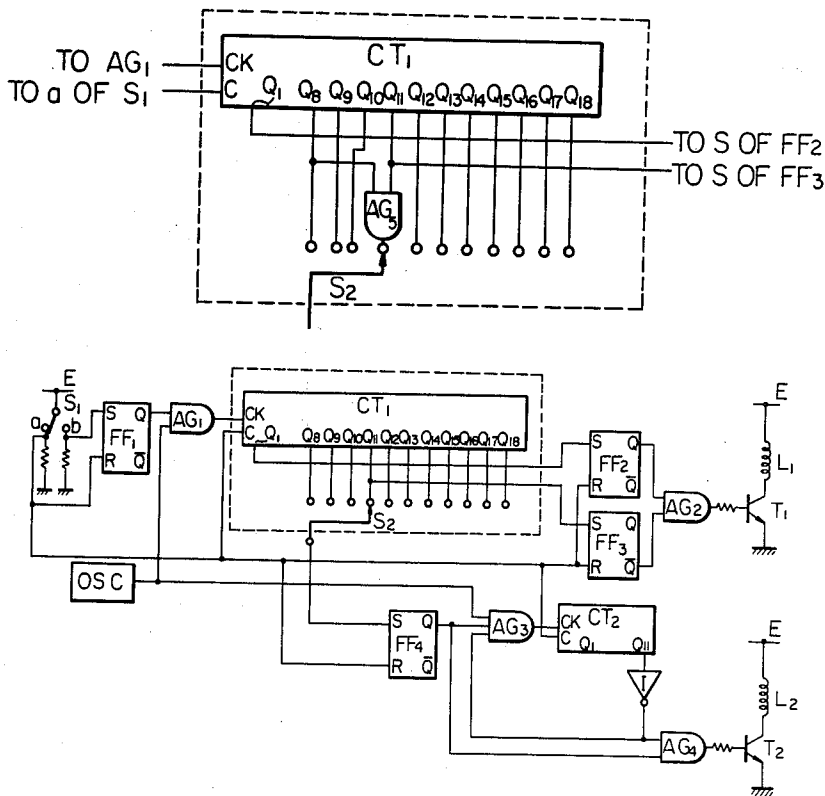 CT1
TO AG1
CK
TO a OF S1
C
Q1 Q8 Q9 Q10 Q11 Q12 Q13 Q14 Q15 Q16 Q17 Q18
TO S OF FF2
TO S OF FF3
AG5
S2
E
S1
a b
S Q
FF1
R Q̅
AG1
CT1
CK
C Q1 Q8 Q9 Q10 Q11 Q12 Q13 Q14 Q15 Q16 Q17 Q18
S2
S Q
FF2
R Q̅
S Q
FF3
R Q̅
AG2
E
L1
T1
OSC
S Q
FF4
R Q̅
AG3
CK CT2
C Q1 Q11
I
AG4
E
L2
T2